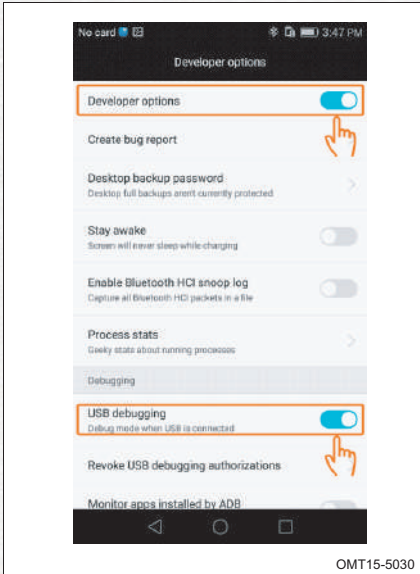 No card 3:47 PM
Developer options
Developer options
Create bug report
Desktop backup password
Desktop full backups aren't currently protected
Stay awake
Screen will never sleep while charging
Enable Bluetooth HCI snoop log
Capture all Bluetooth HCI packets in a file
Process stats
Geeky stats about running processes
Debugging
USB debugging
Debug mode when USB is connected
Revoke USB debugging authorizations
Monitor apps installed by ADB
OMT15-5030